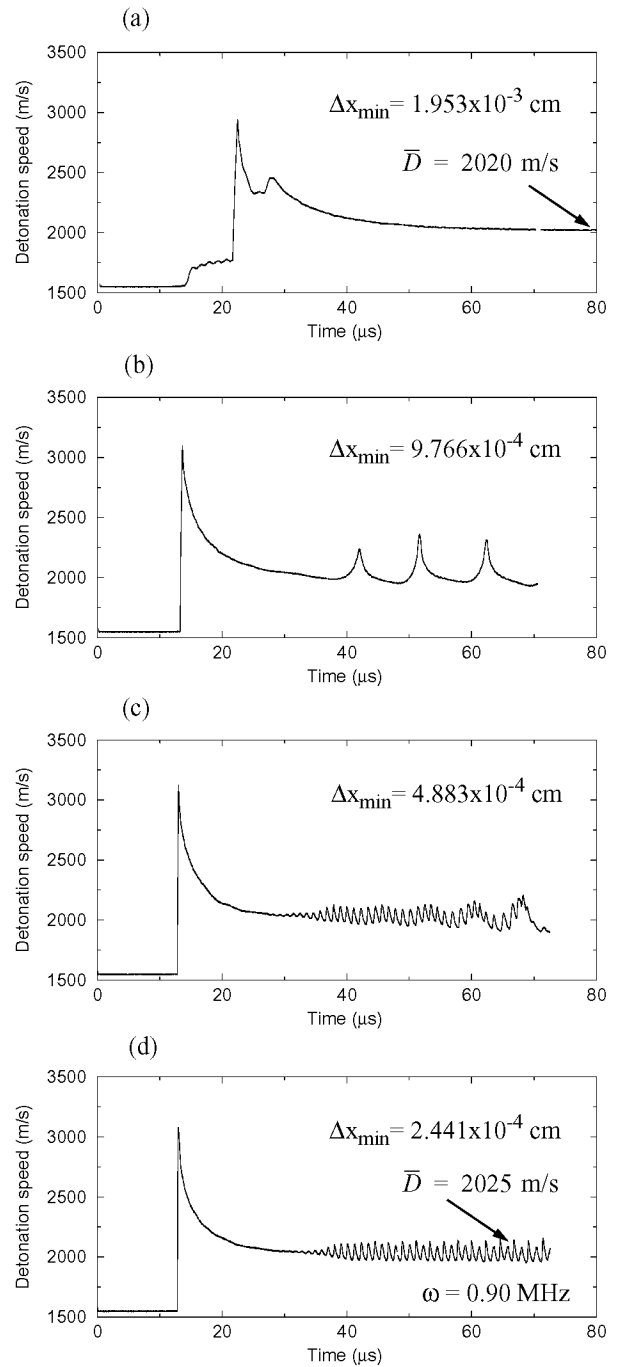 (a)
3500
3000
2500
2000
1500
Detonation speed (m/s)
Δx_min = 1.953x10^-3 cm
D̅ = 2020 m/s
0 20 40 60 80
Time (μs)
(b)
3500
3000
2500
2000
1500
Detonation speed (m/s)
Δx_min = 9.766x10^-4 cm
0 20 40 60 80
Time (μs)
(c)
3500
3000
2500
2000
1500
Detonation speed (m/s)
Δx_min = 4.883x10^-4 cm
0 20 40 60 80
Time (μs)
(d)
3500
3000
2500
2000
1500
Detonation speed (m/s)
Δx_min = 2.441x10^-4 cm
D̅ = 2025 m/s
ω = 0.90 MHz
0 20 40 60 80
Time (μs)